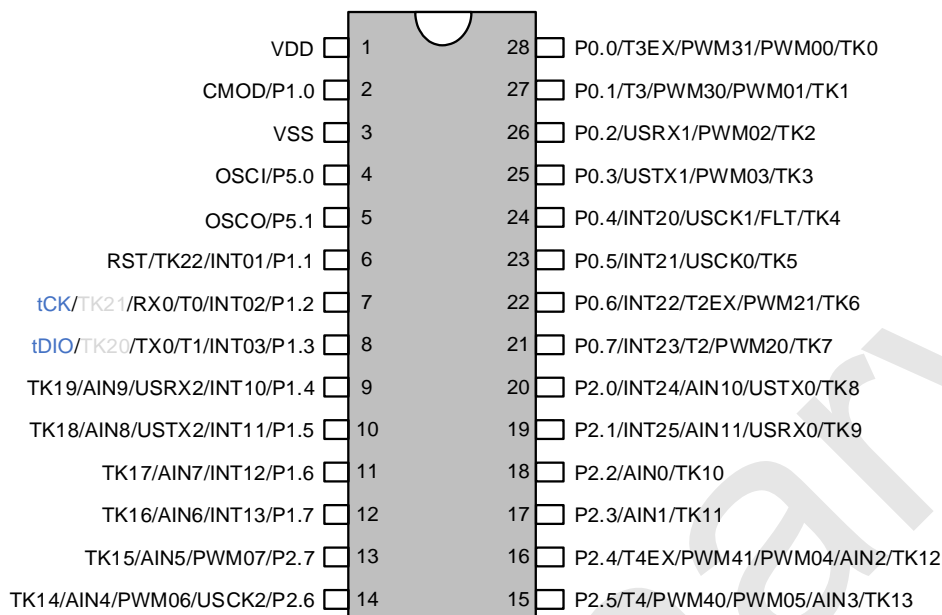 VDD 1 28 P0.0/T3EX/PWM31/PWM00/TK0
CMOD/P1.0 2 27 P0.1/T3/PWM30/PWM01/TK1
VSS 3 26 P0.2/USRX1/PWM02/TK2
OSCI/P5.0 4 25 P0.3/USTX1/PWM03/TK3
OSCO/P5.1 5 24 P0.4/INT20/USCK1/FLT/TK4
RST/TK22/INT01/P1.1 6 23 P0.5/INT21/USCK0/TK5
tCK/TK21/RX0/T0/INT02/P1.2 7 22 P0.6/INT22/T2EX/PWM21/TK6
tDIO/TK20/TX0/T1/INT03/P1.3 8 21 P0.7/INT23/T2/PWM20/TK7
TK19/AIN9/USRX2/INT10/P1.4 9 20 P2.0/INT24/AIN10/USTX0/TK8
TK18/AIN8/USTX2/INT11/P1.5 10 19 P2.1/INT25/AIN11/USRX0/TK9
TK17/AIN7/INT12/P1.6 11 18 P2.2/AIN0/TK10
TK16/AIN6/INT13/P1.7 12 17 P2.3/AIN1/TK11
TK15/AIN5/PWM07/P2.7 13 16 P2.4/T4EX/PWM41/PWM04/AIN2/TK12
TK14/AIN4/PWM06/USCK2/P2.6 14 15 P2.5/T4/PWM40/PWM05/AIN3/TK13